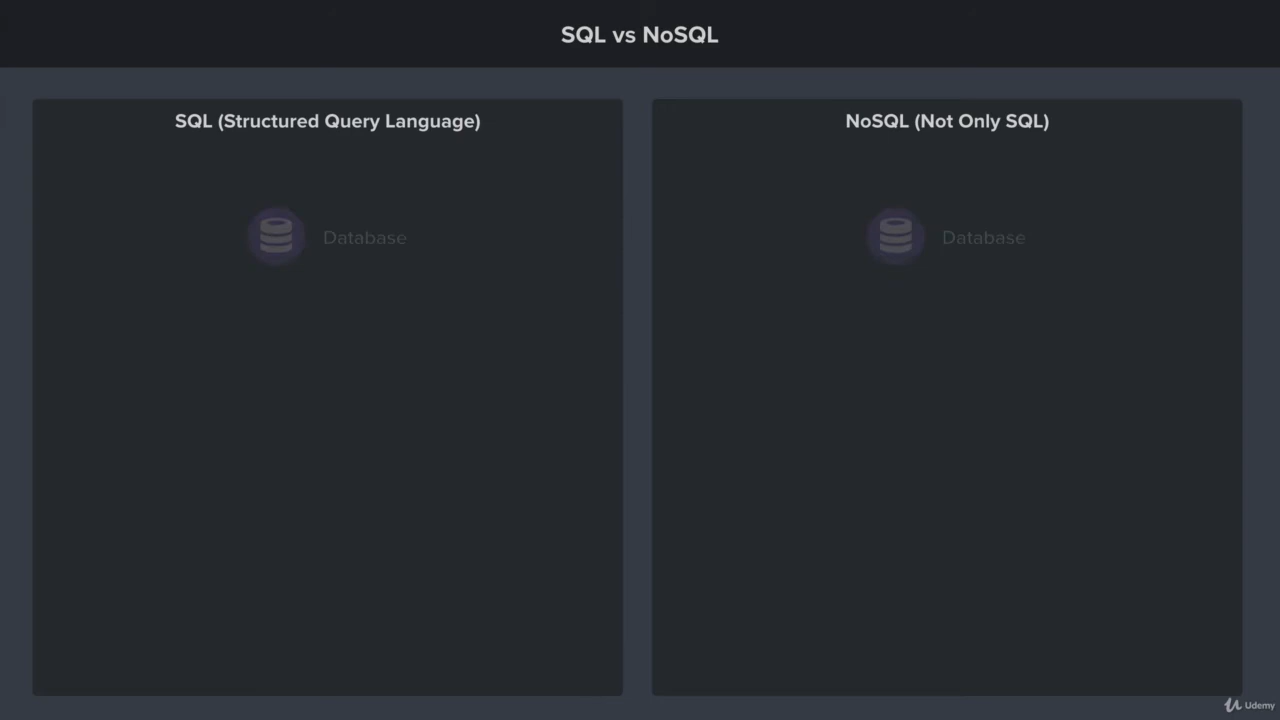 SQL vs NoSQL
SQL (Structured Query Language)
NoSQL (Not Only SQL)
Database
Database
Udemy